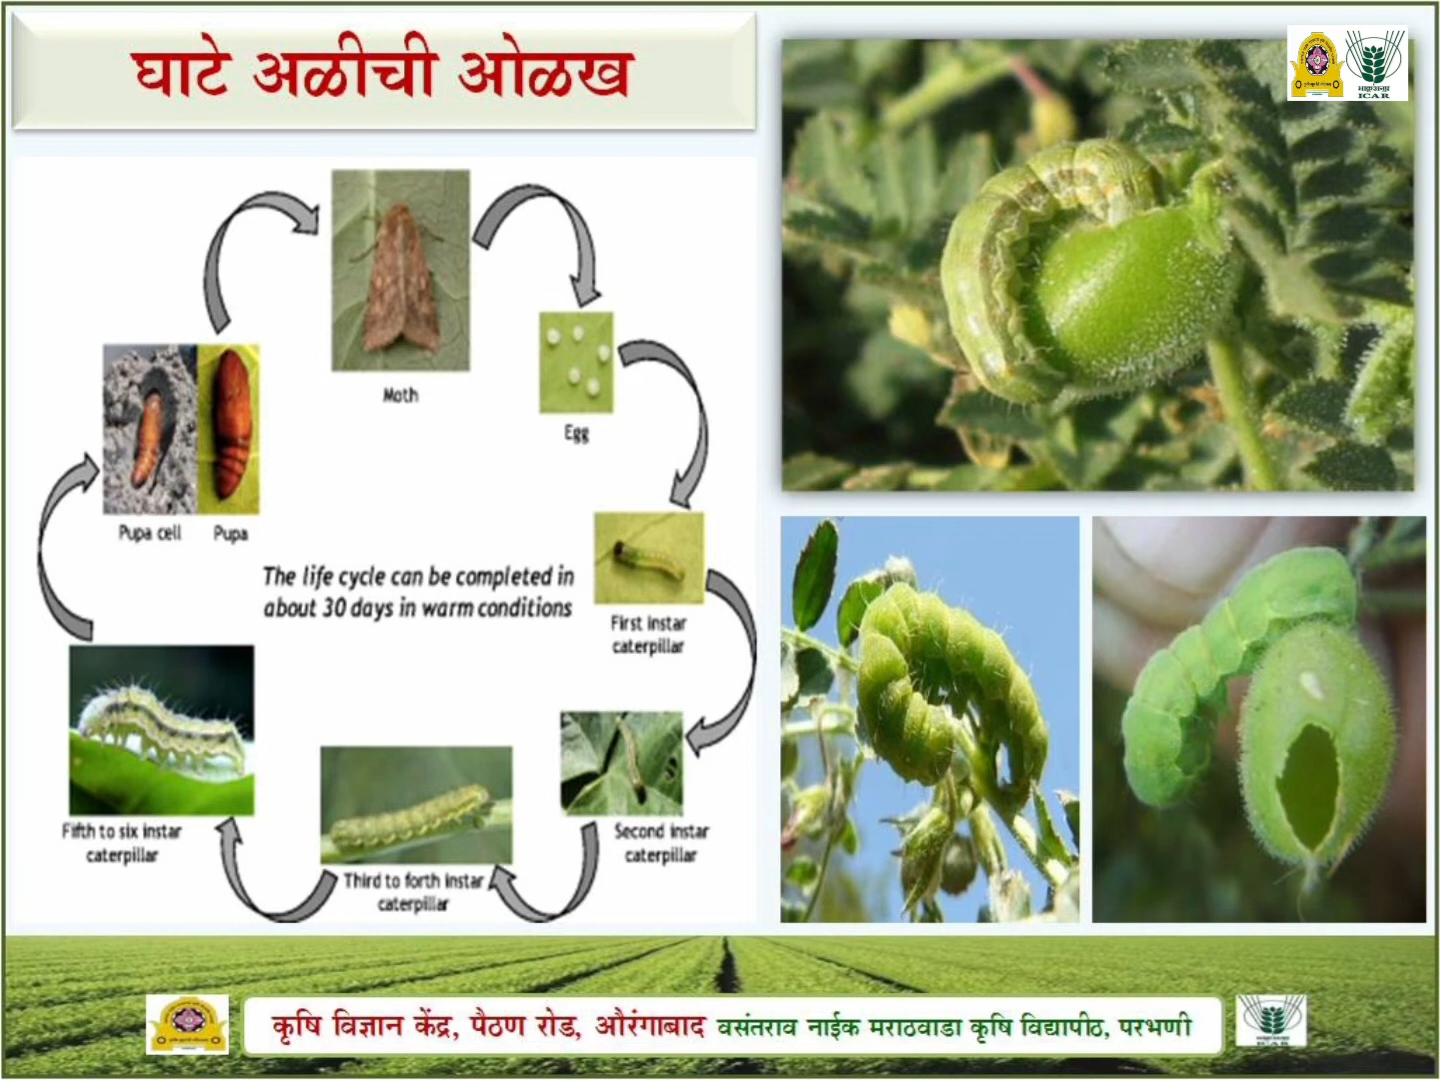 घाटे अळीची ओळख
ICAR
Moth
Egg
Pupa cell
Pupa
The life cycle can be completed in
about 30 days in warm conditions
First instar
caterpillar
Fifth to six instar
caterpillar
Third to forth instar
caterpillar
Second instar
caterpillar
कृषि विज्ञान केंद्र, पैठण रोड, औरंगाबाद वसंतराव नाईक मराठवाडा कृषि विद्यापीठ, परभणी
ICAR